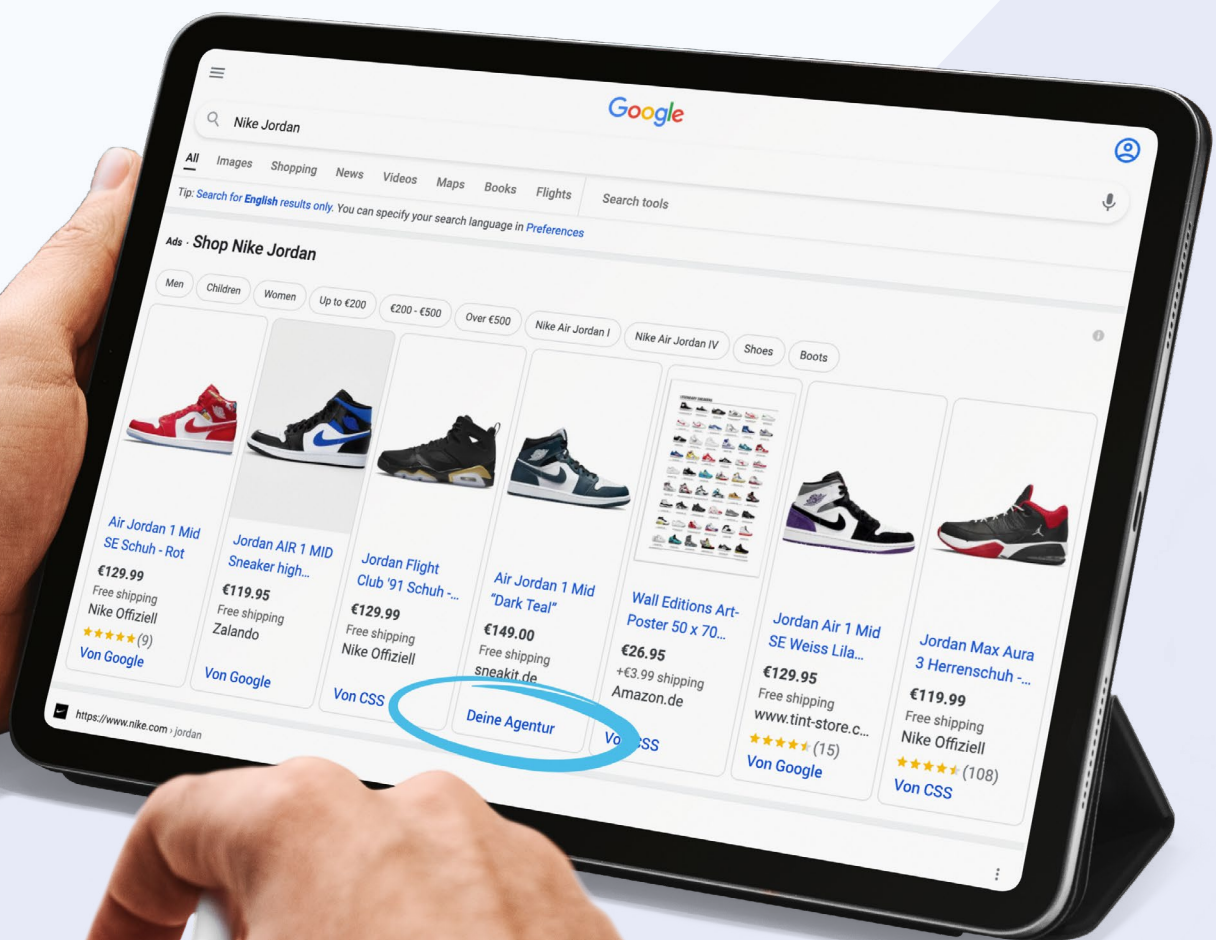 Google
Nike Jordan
All Images Shopping News Videos Maps Books Flights Search tools
Tip: Search for English results only. You can specify your search language in Preferences
Ads · Shop Nike Jordan
Men Children Women Up to €200 €200 - €500 Over €500 Nike Air Jordan I Nike Air Jordan IV Shoes Boots
Air Jordan 1 Mid
SE Schuh - Rot
€129.99
Free shipping
Nike Offiziell
(9)
Von Google
Jordan AIR 1 MID
Sneaker high...
€119.95
Free shipping
Zalando
Von Google
Jordan Flight
Club '91 Schuh -...
€129.99
Free shipping
Nike Offiziell
Von CSS
Air Jordan 1 Mid
"Dark Teal"
€149.00
Free shipping
sneakit.de
Deine Agentur
Wall Editions Art-
Poster 50 x 70...
€26.95
+€3.99 shipping
Amazon.de
CSS
Jordan Air 1 Mid
SE Weiss Lila...
€129.95
Free shipping
www.tint-store.c...
(15)
Von Google
Jordan Max Aura
3 Herrenschuh -...
€119.99
Free shipping
Nike Offiziell
(108)
Von CSS
https://www.nike.com › jordan